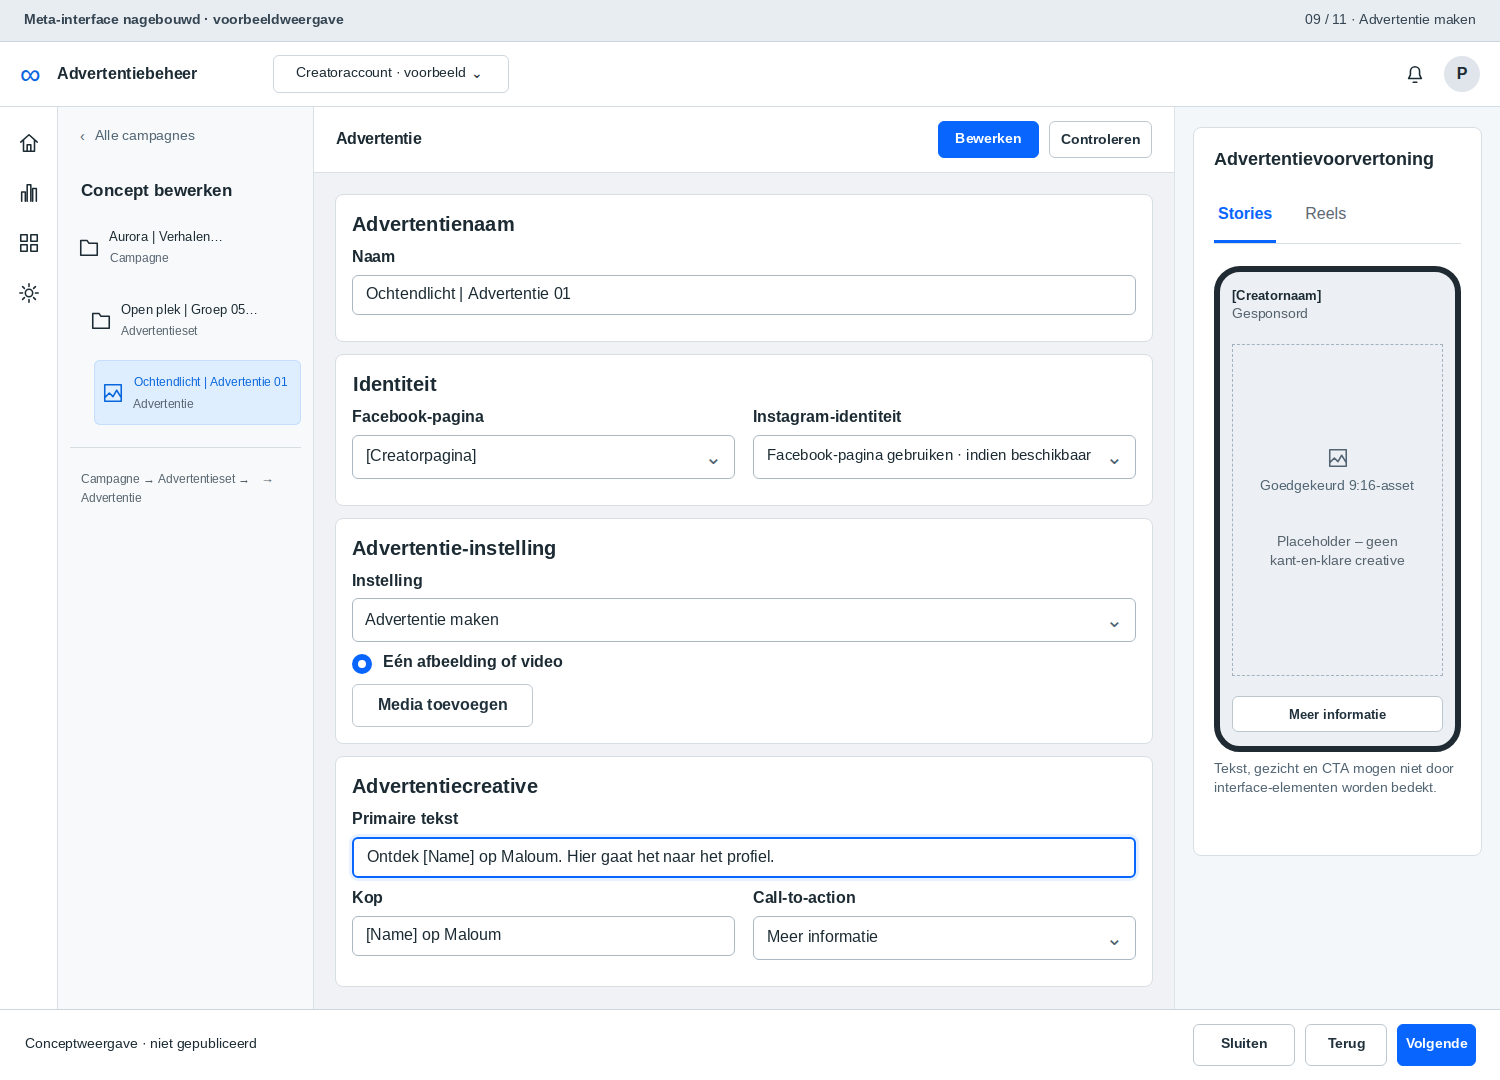 Meta-interface nagebouwd · voorbeeldweergave
09 / 11 · Advertentie maken
Advertentiebeheer
Creatoraccount · voorbeeld
P
‹ Alle campagnes
Concept bewerken
Aurora | Verhalen…
Campagne
Open plek | Groep 05…
Advertentieset
Ochtendlicht | Advertentie 01
Advertentie
Campagne → Advertentieset → →
Advertentie
Advertentie
Bewerken
Controleren
Advertentienaam
Naam
Ochtendlicht | Advertentie 01
Identiteit
Facebook-pagina
Instagram-identiteit
[Creatorpagina]
Facebook-pagina gebruiken · indien beschikbaar
Advertentie-instelling
Instelling
Advertentie maken
Eén afbeelding of video
Media toevoegen
Advertentiecreative
Primaire tekst
Ontdek [Name] op Maloum. Hier gaat het naar het profiel.
Kop
Call-to-action
[Name] op Maloum
Meer informatie
Advertentievoorvertoning
Stories
Reels
[Creatornaam]
Gesponsord
Goedgekeurd 9:16-asset
Placeholder – geen
kant-en-klare creative
Meer informatie
Tekst, gezicht en CTA mogen niet door
interface-elementen worden bedekt.
Conceptweergave · niet gepubliceerd
Sluiten
Terug
Volgende